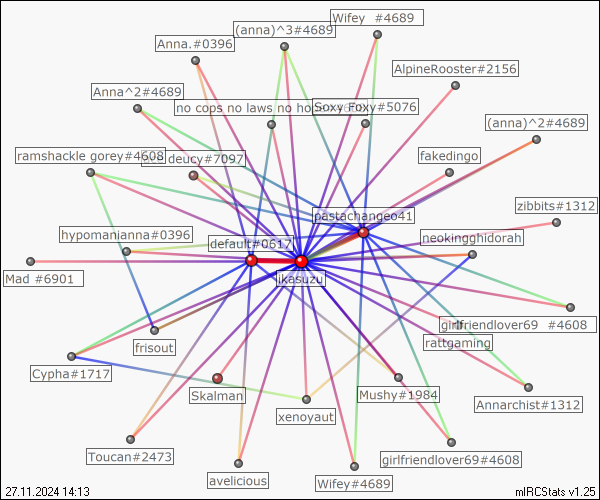 Wifey #4689
(anna)^3#4689
Anna.#0396
AlpineRooster#2156
Anna^2#4689
no cops no laws no ho
Soxy Foxy#5076
(anna)^2#4689
ramshackle gorey#4608
deucy#7097
fakedingo
zibbits#1312
pastachangeo41
hypomanianna#0396
default#0617
neokingghidorah
Mad #6901
ikasuzu
girlfriendlover69 #4608
rattgaming
frisout
Cypha#1717
Skalman
Mushy#1984
Annarchist#1312
xenoyaut
Toucan#2473
girlfriendlover69#4608
avelicious
Wifey#4689
27.11.2024 14:13
mIRCStats v1.25